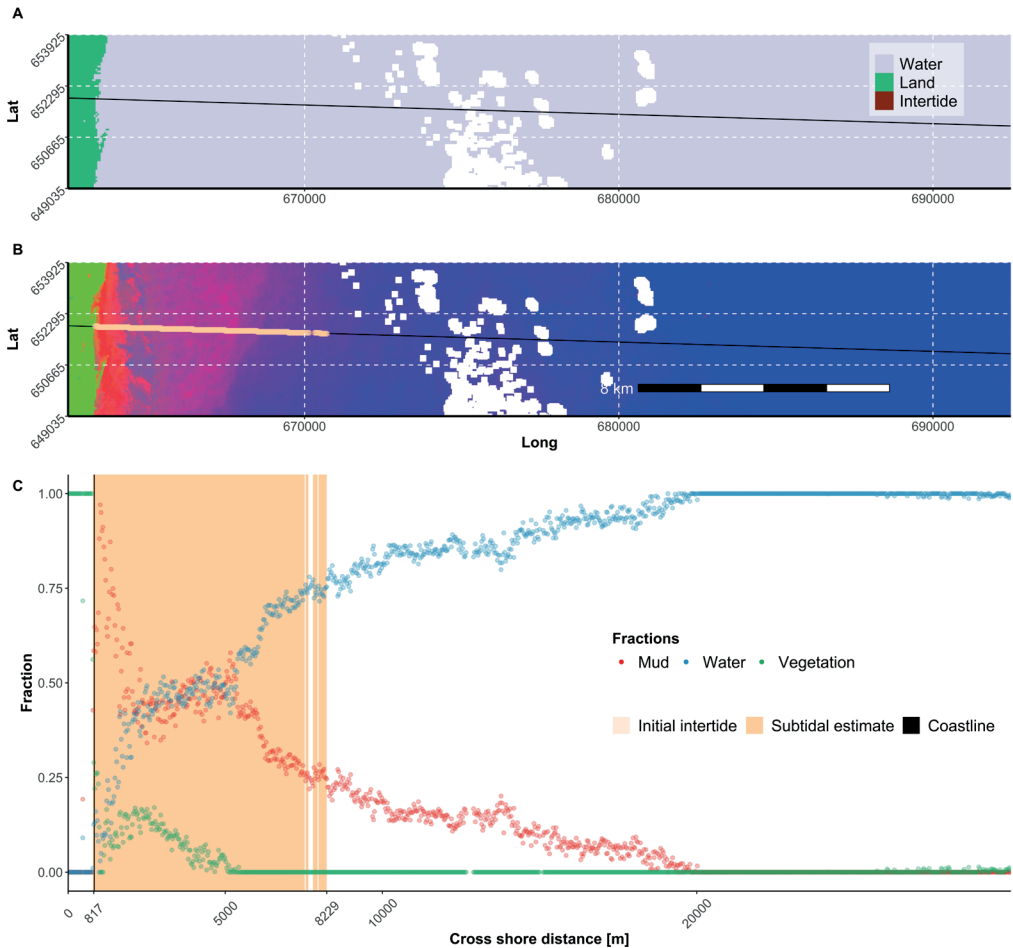 A
Lat
653925
652295
650665
649035
Water
Land
Intertide
670000
680000
690000
B
Lat
653925
652295
650665
649035
8 km
670000
680000
690000
Long
C
Fraction
1.00
0.75
0.50
0.25
0.00
Fractions
Mud Water Vegetation
Initial intertide Subtidal estimate Coastline
0
817
5000
8229
10000
20000
Cross shore distance [m]